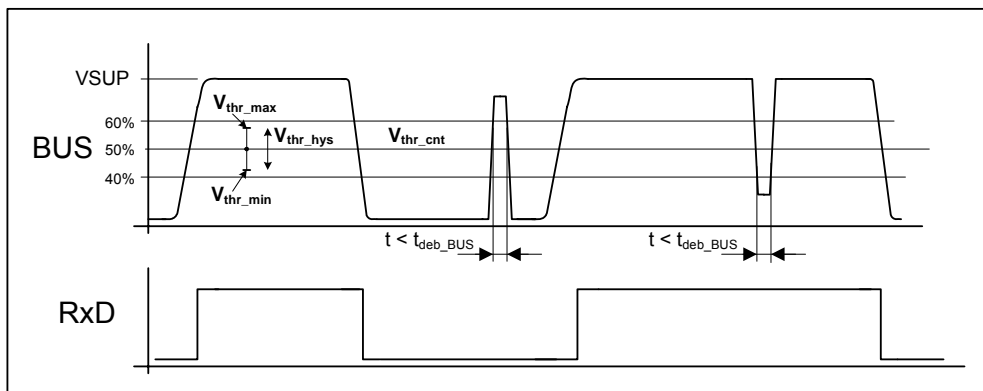 VSUP
V_thr_max
60%
V_thr_hys
V_thr_cnt
BUS
50%
40%
V_thr_min
t < t_deb_BUS
t < t_deb_BUS
RxD